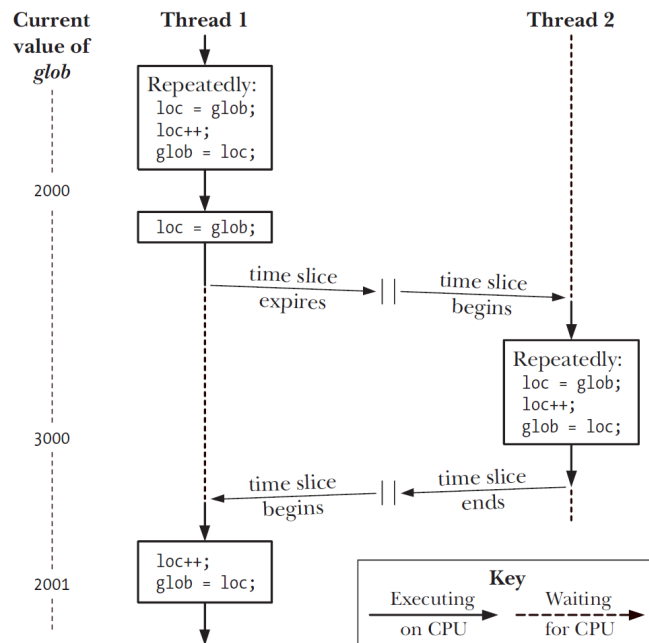 Current
value of
glob
Thread 1
Thread 2
Repeatedly:
loc = glob;
loc++;
glob = loc;
2000
loc = glob;
time slice
expires
time slice
begins
Repeatedly:
loc = glob;
loc++;
glob = loc;
3000
time slice
begins
time slice
ends
loc++;
glob = loc;
2001
Key
Executing
on CPU
Waiting
for CPU